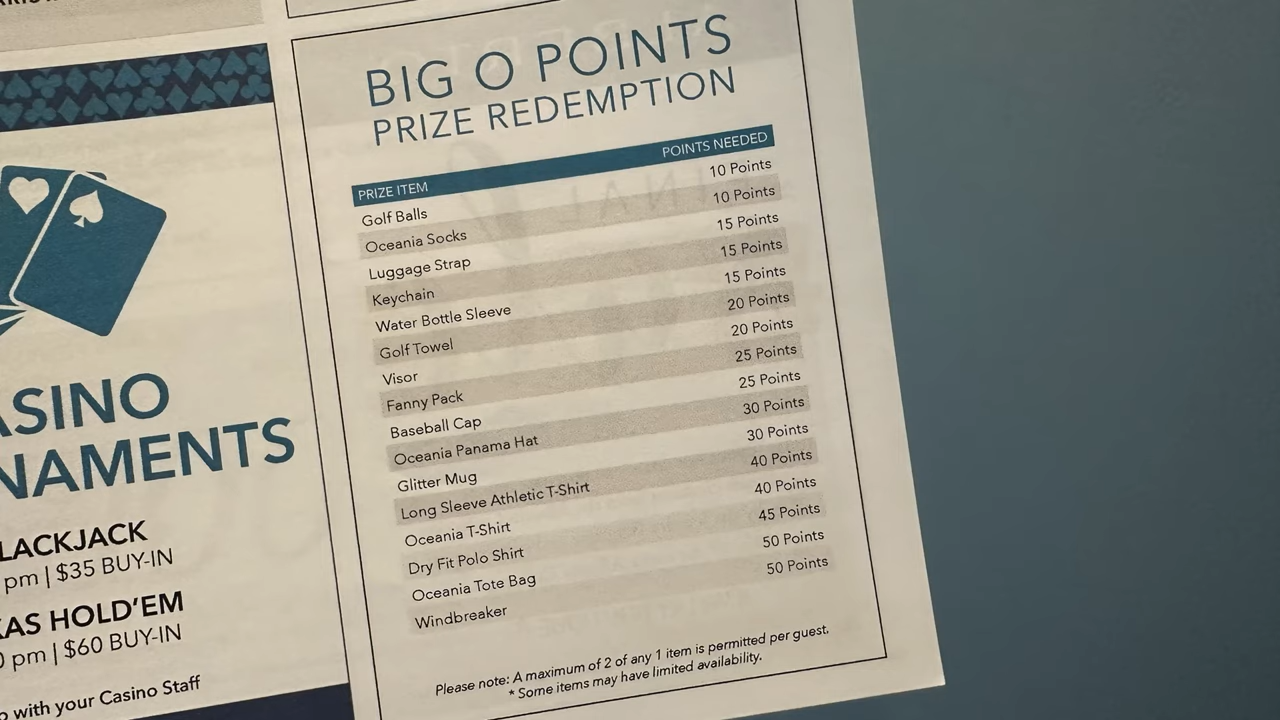 BIG O POINTS
PRIZE REDEMPTION
PRIZE ITEM POINTS NEEDED
Golf Balls 10 Points
Oceania Socks 10 Points
Luggage Strap 15 Points
Keychain 15 Points
Water Bottle Sleeve 15 Points
Golf Towel 20 Points
Visor 20 Points
Fanny Pack 25 Points
Baseball Cap 25 Points
Oceania Panama Hat 30 Points
Glitter Mug 30 Points
Long Sleeve Athletic T-Shirt 40 Points
Oceania T-Shirt 40 Points
Dry Fit Polo Shirt 45 Points
Oceania Tote Bag 50 Points
Windbreaker 50 Points
Please note: A maximum of 2 of any 1 item is permitted per guest.
* Some items may have limited availability.
ASINO
NAMENTS
LACKJACK
pm | $35 BUY-IN
KAS HOLD'EM
0 pm | $60 BUY-IN
with your Casino Staff